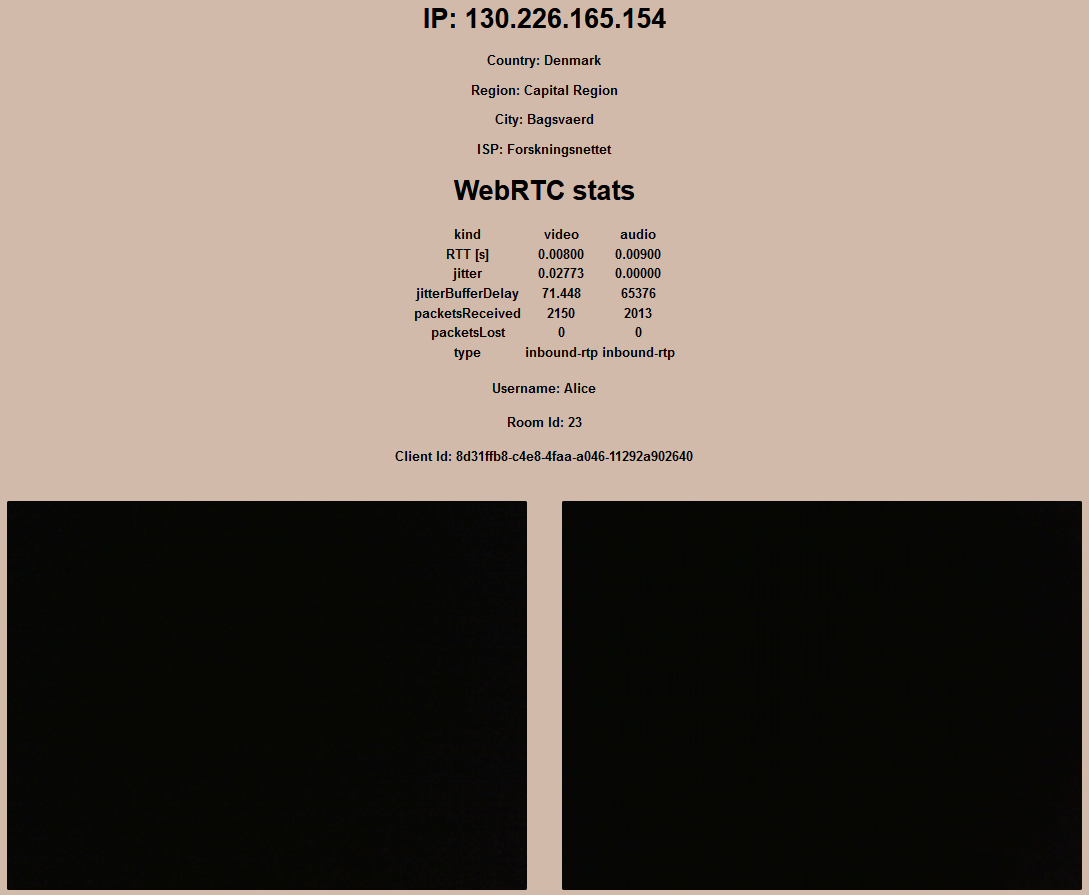 IP: 130.226.165.154
Country: Denmark
Region: Capital Region
City: Bagsvaerd
ISP: Forskningsnettet
WebRTC stats
kind video audio
RTT [s] 0.00800 0.00900
jitter 0.02773 0.00000
jitterBufferDelay 71.448 65376
packetsReceived 2150 2013
packetsLost 0 0
type inbound-rtp inbound-rtp
Username: Alice
Room Id: 23
Client Id: 8d31ffb8-c4e8-4faa-a046-11292a902640